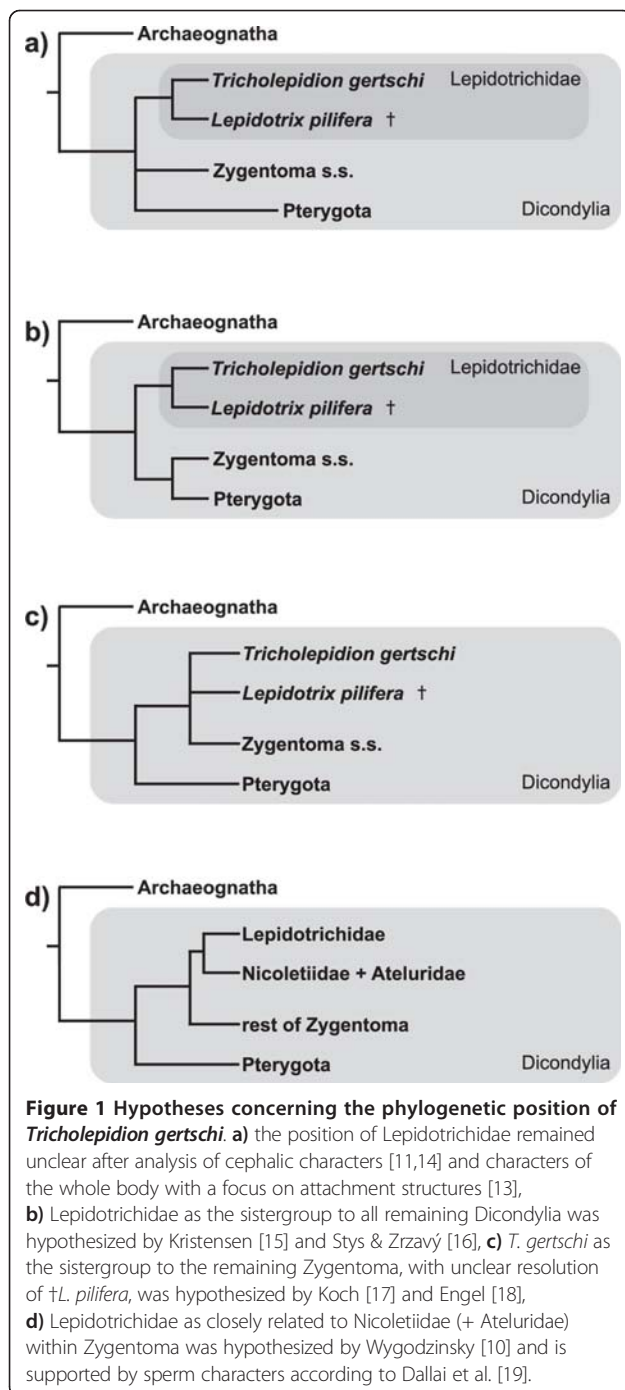 a)
Archaeognatha
Tricholepidion gertschi Lepidotrichidae
Lepidotrix pilifera †
Zygentoma s.s.
Pterygota
Dicondylia
b)
Archaeognatha
Tricholepidion gertschi Lepidotrichidae
Lepidotrix pilifera †
Zygentoma s.s.
Pterygota
Dicondylia
c)
Archaeognatha
Tricholepidion gertschi
Lepidotrix pilifera †
Zygentoma s.s.
Pterygota
Dicondylia
d)
Archaeognatha
Lepidotrichidae
Nicoletiidae + Ateluridae
rest of Zygentoma
Pterygota
Dicondylia
Figure 1 Hypotheses concerning the phylogenetic position of
Tricholepidion gertschi. a) the position of Lepidotrichidae remained
unclear after analysis of cephalic characters [11,14] and characters of
the whole body with a focus on attachment structures [13],
b) Lepidotrichidae as the sistergroup to all remaining Dicondylia was
hypothesized by Kristensen [15] and Stys & Zrzavý [16], c) T. gertschi as
the sistergroup to the remaining Zygentoma, with unclear resolution
of †L. pilifera, was hypothesized by Koch [17] and Engel [18],
d) Lepidotrichidae as closely related to Nicoletiidae (+ Ateluridae)
within Zygentoma was hypothesized by Wygodzinsky [10] and is
supported by sperm characters according to Dallai et al. [19].